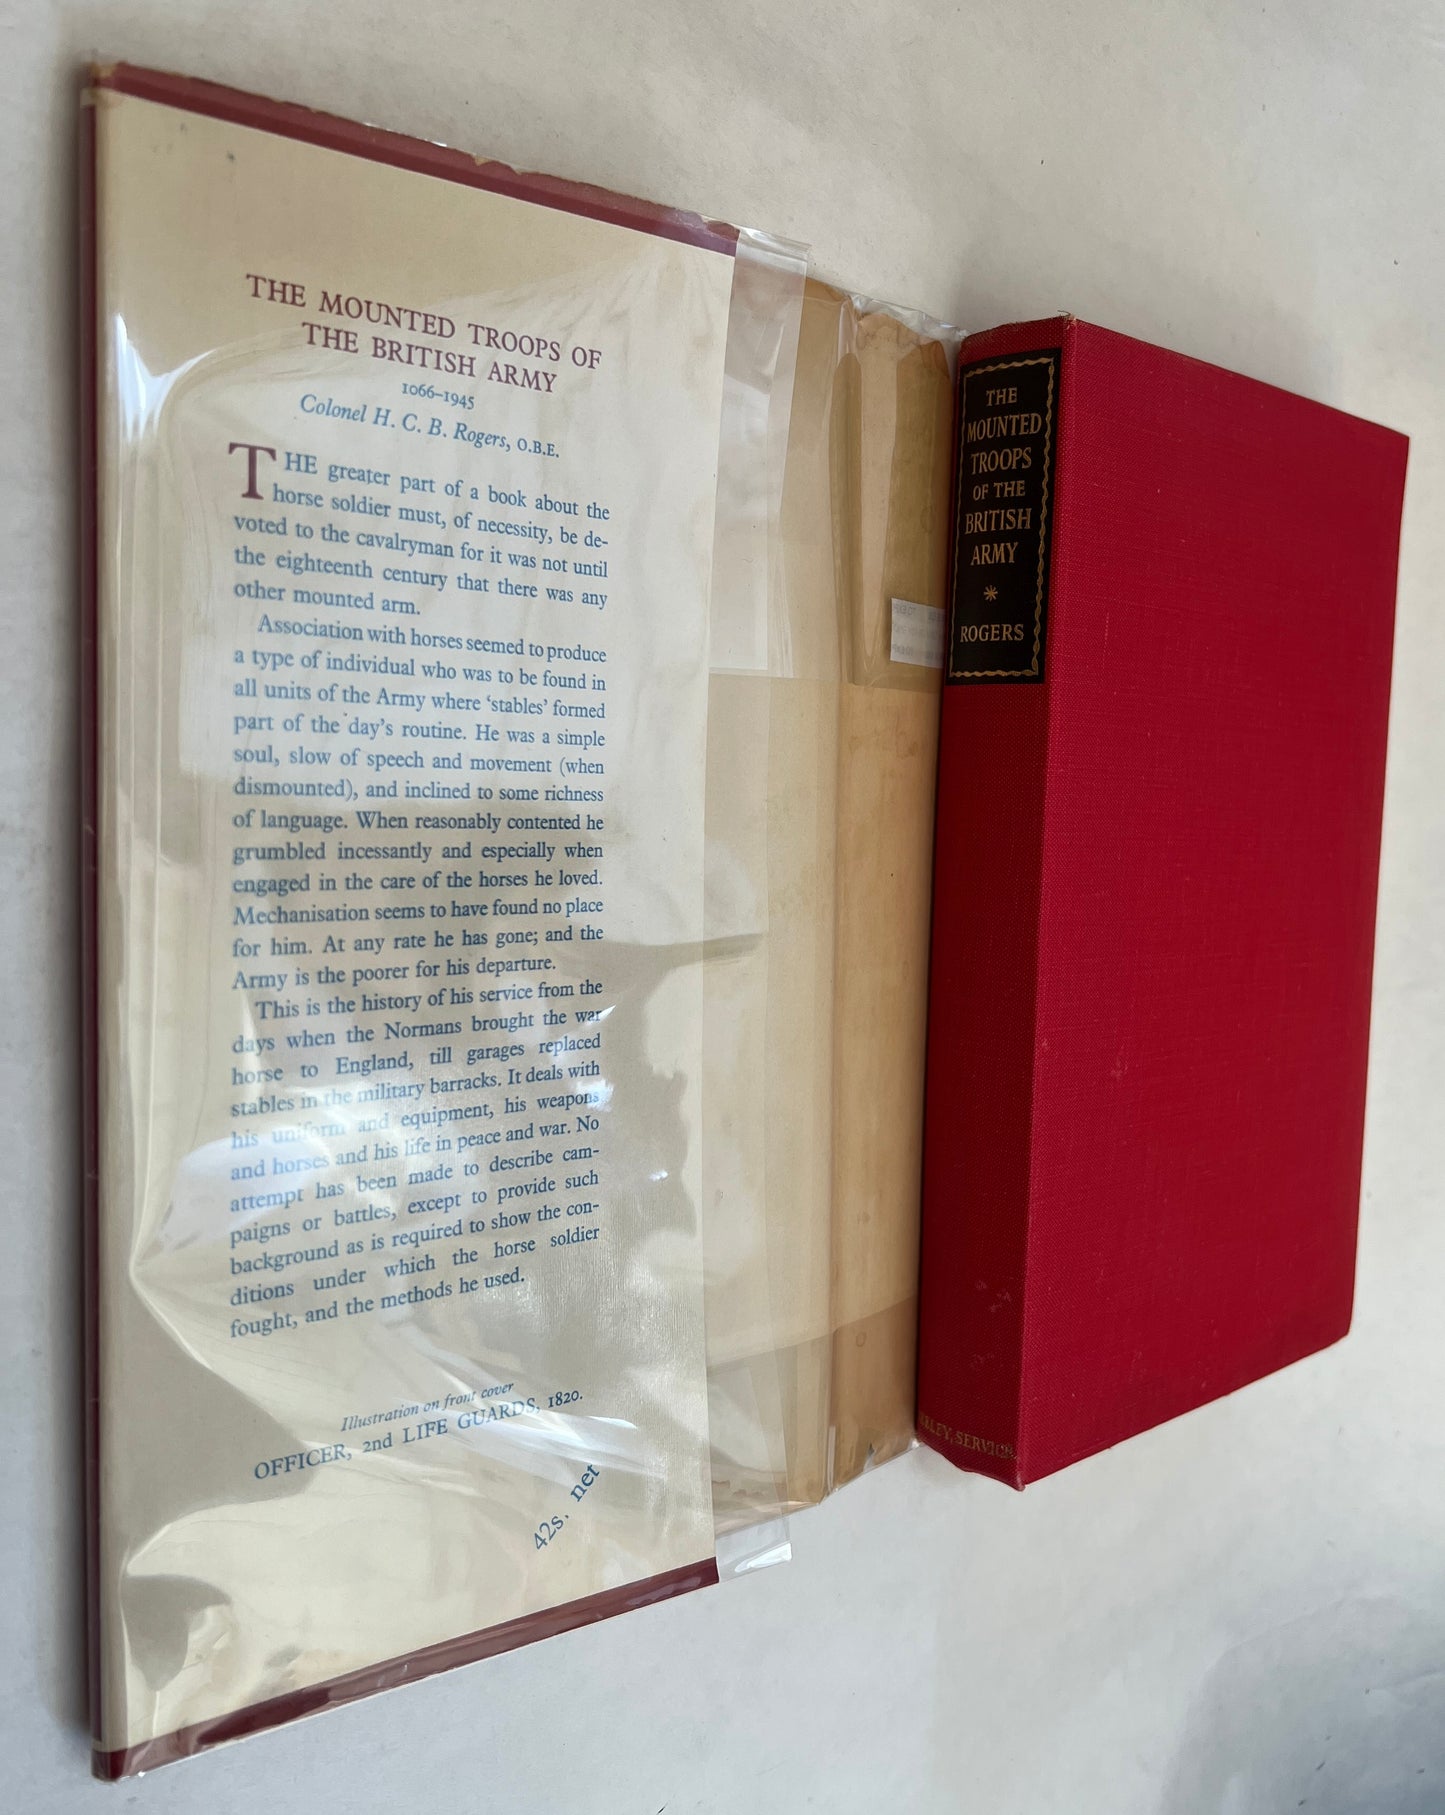 THE MOUNTED TROOPS OF
THE BRITISH ARMY
1066–1945
Colonel H. C. B. Rogers, O.B.E.
THE greater part of a book about the
horse soldier must, of necessity, be de-
voted to the cavalryman for it was not until
the eighteenth century that there was any
other mounted arm.
Association with horses seemed to produce
a type of individual who was to be found in
all units of the Army where ‘stables’ formed
part of the day’s routine. He was a simple
soul, slow of speech and movement (when
dismounted), and inclined to some richness
of language. When reasonably contented he
grumbled incessantly and especially when
engaged in the care of the horses he loved.
Mechanisation seems to have found no place
for him. At any rate he has gone; and the
Army is the poorer for his departure.
This is the history of his service from the
days when the Normans brought the war
horse to England, till garages replaced
stables in the military barracks. It deals with
his uniform and equipment, his weapons
and horses and his life in peace and war. No
attempt has been made to describe cam-
paigns or battles, except to provide such
background as is required to show the con-
ditions under which the horse soldier
fought, and the methods he used.
Illustration on front cover
OFFICER, 2nd LIFE GUARDS, 1820.
42s. net
THE
MOUNTED
TROOPS
OF THE
BRITISH
ARMY
*
ROGERS
SERVICE